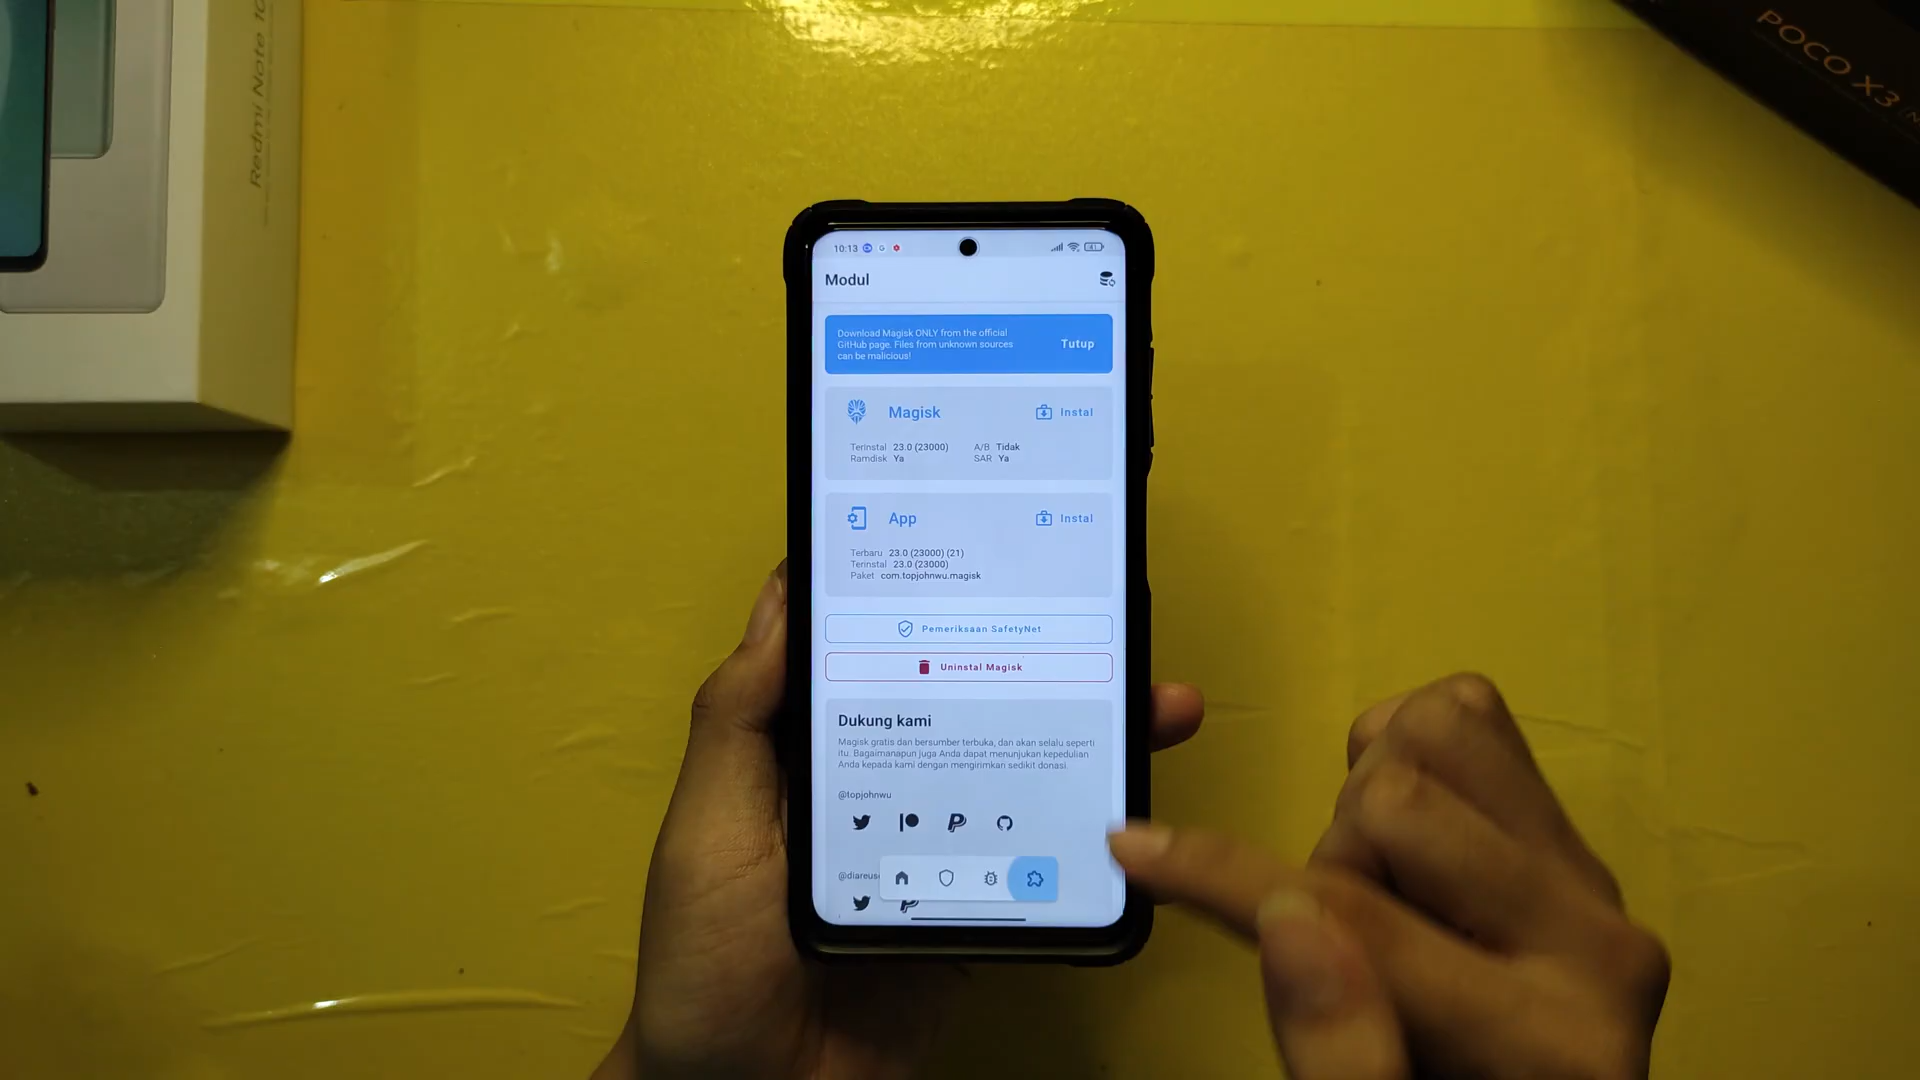 Redmi Note 10
POCO X3
10:13
Modul
Download Magisk ONLY from the official
GitHub page. Files from unknown sources
can be malicious!
Tutup
Magisk
Instal
Terinstal 23.0 (23000)
A/B Tidak
Ramdisk Ya
SAR Ya
App
Instal
Terbaru 23.0 (23000) (21)
Terinstal 23.0 (23000)
Paket com.topjohnwu.magisk
Pemeriksaan SafetyNet
Uninstal Magisk
Dukung kami
Magisk gratis dan bersumber terbuka, dan akan selalu seperti
itu. Bagaimanapun juga Anda dapat menunjukan kepedulian
Anda kepada kami dengan mengirimkan sedikit donasi.
@topjohnwu